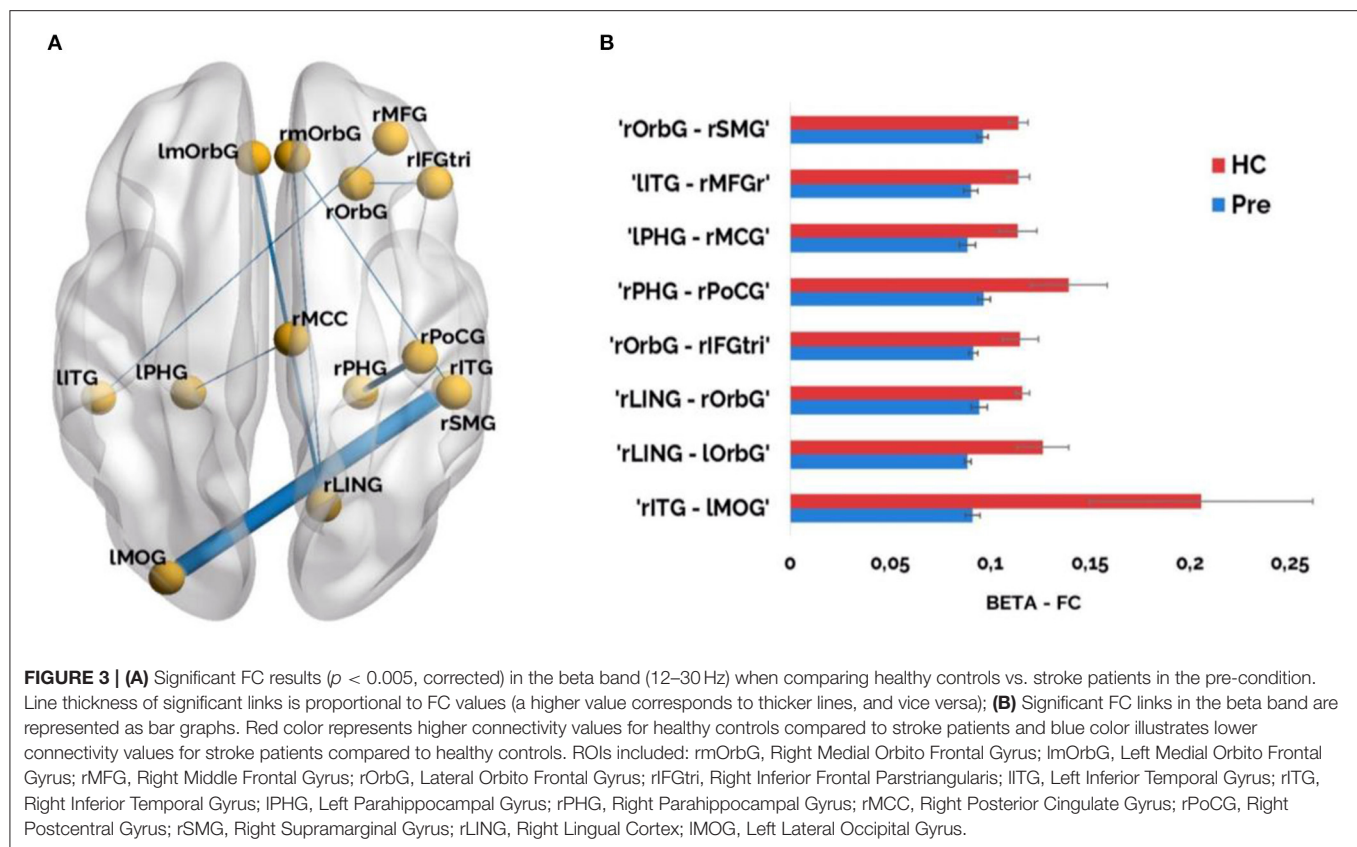 A
B
rMFG
rmOrbG
lmOrbG
rIFGtri
rOrbG
rMCC
rPoCG
lITG
lPHG
rPHG
rITG
rSMG
rLING
lMOG
'rOrbG - rSMG'
'lITG - rMFGr'
'lPHG - rMCG'
'rPHG - rPoCG'
'rOrbG - rIFGtri'
'rLING - rOrbG'
'rLING - lOrbG'
'rITG - lMOG'
HC
Pre
0 0,05 0,1 0,15 0,2 0,25
BETA - FC
FIGURE 3 | (A) Significant FC results (p < 0.005, corrected) in the beta band (12–30 Hz) when comparing healthy controls vs. stroke patients in the pre-condition.
Line thickness of significant links is proportional to FC values (a higher value corresponds to thicker lines, and vice versa); (B) Significant FC links in the beta band are
represented as bar graphs. Red color represents higher connectivity values for healthy controls compared to stroke patients and blue color illustrates lower
connectivity values for stroke patients compared to healthy controls. ROIs included: rmOrbG, Right Medial Orbito Frontal Gyrus; lmOrbG, Left Medial Orbito Frontal
Gyrus; rMFG, Right Middle Frontal Gyrus; rOrbG, Lateral Orbito Frontal Gyrus; rIFGtri, Right Inferior Frontal Parstriangularis; lITG, Left Inferior Temporal Gyrus; rITG,
Right Inferior Temporal Gyrus; lPHG, Left Parahippocampal Gyrus; rPHG, Right Parahippocampal Gyrus; rMCC, Right Posterior Cingulate Gyrus; rPoCG, Right
Postcentral Gyrus; rSMG, Right Supramarginal Gyrus; rLING, Right Lingual Cortex; lMOG, Left Lateral Occipital Gyrus.